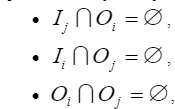 • I_j ⋂ O_i = ∅,
• I_i ⋂ O_j = ∅,
• O_i ⋂ O_j = ∅,